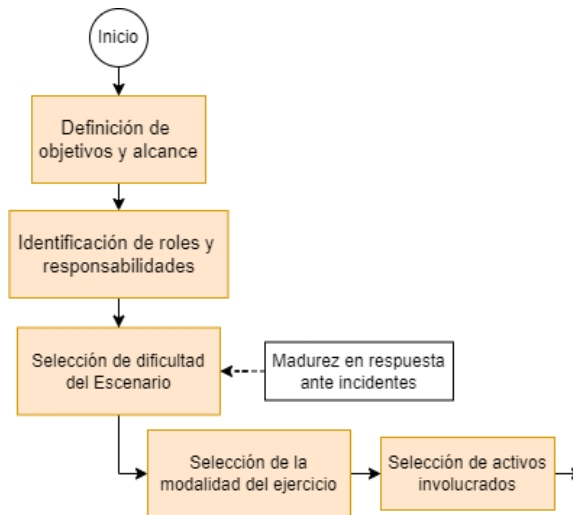 Inicio
Definición de
objetivos y alcance
Identificación de roles y
responsabilidades
Selección de dificultad
del Escenario
Madurez en respuesta
ante incidentes
Selección de la
modalidad del ejercicio
Selección de activos
involucrados